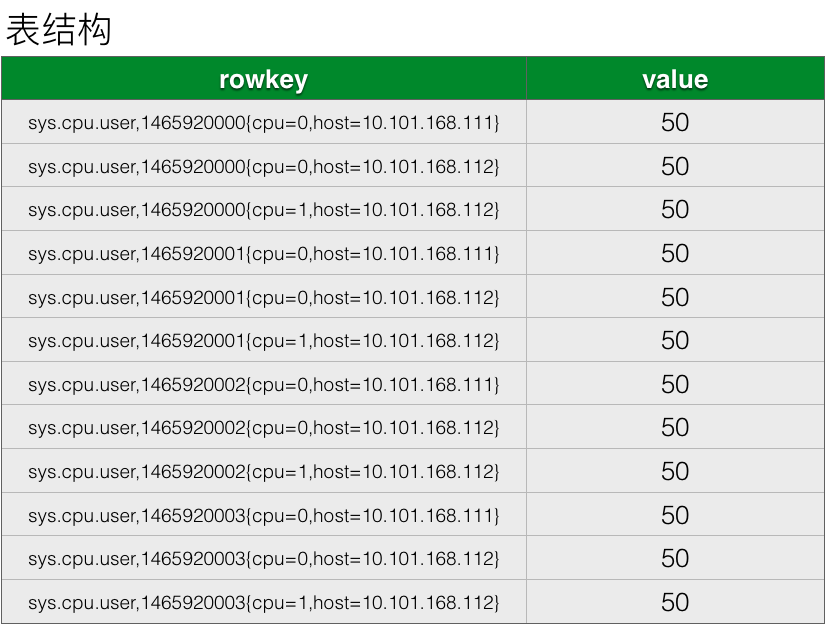 表结构
rowkey value
sys.cpu.user,1465920000{cpu=0,host=10.101.168.111} 50
sys.cpu.user,1465920000{cpu=0,host=10.101.168.112} 50
sys.cpu.user,1465920000{cpu=1,host=10.101.168.112} 50
sys.cpu.user,1465920001{cpu=0,host=10.101.168.111} 50
sys.cpu.user,1465920001{cpu=0,host=10.101.168.112} 50
sys.cpu.user,1465920001{cpu=1,host=10.101.168.112} 50
sys.cpu.user,1465920002{cpu=0,host=10.101.168.111} 50
sys.cpu.user,1465920002{cpu=0,host=10.101.168.112} 50
sys.cpu.user,1465920002{cpu=1,host=10.101.168.112} 50
sys.cpu.user,1465920003{cpu=0,host=10.101.168.111} 50
sys.cpu.user,1465920003{cpu=0,host=10.101.168.112} 50
sys.cpu.user,1465920003{cpu=1,host=10.101.168.112} 50